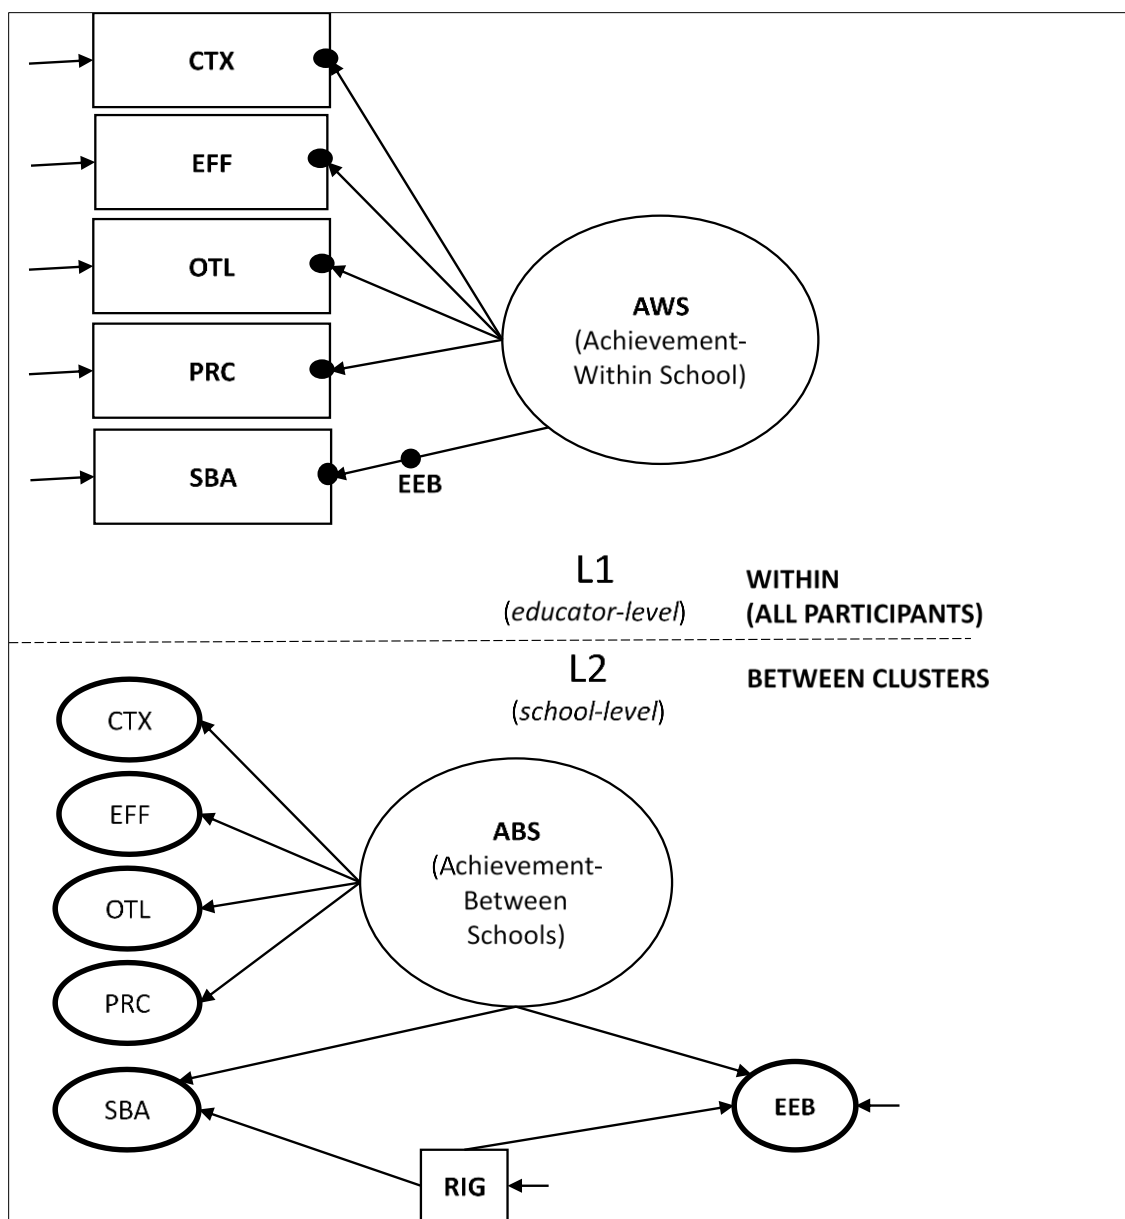 CTX
EFF
OTL
PRC
SBA
AWS
(Achievement-
Within School)
EEB
L1
(educator-level)
WITHIN
(ALL PARTICIPANTS)
L2
(school-level)
BETWEEN CLUSTERS
CTX
EFF
OTL
PRC
SBA
ABS
(Achievement-
Between
Schools)
EEB
RIG